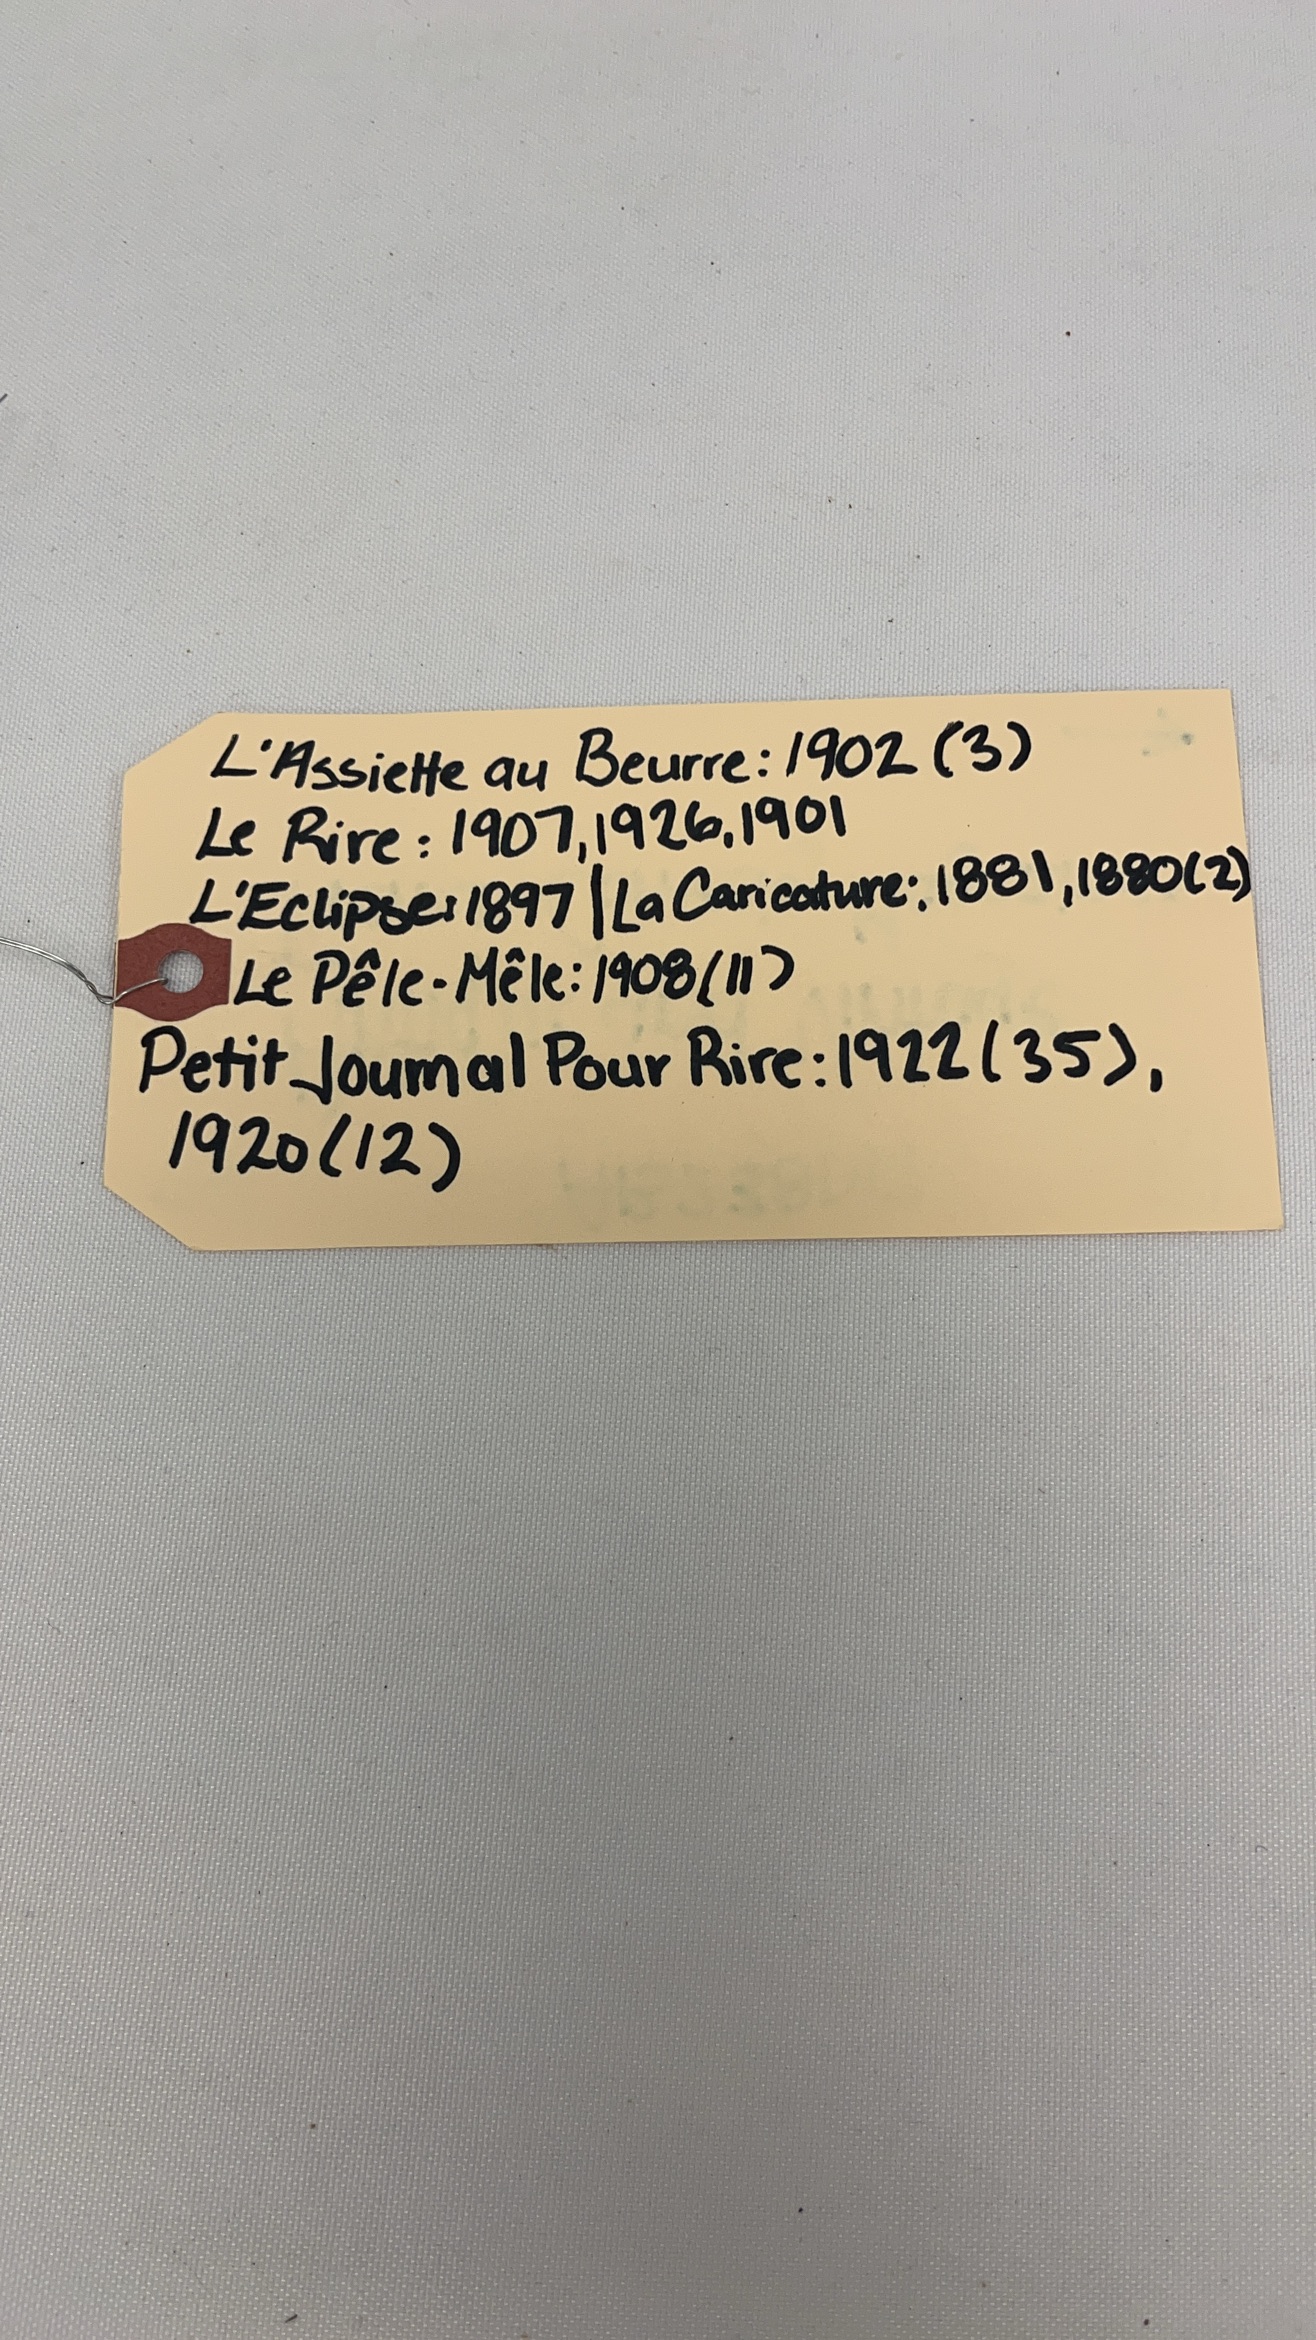 L'Assiette au Beurre: 1902 (3)
Le Rire: 1907, 1926, 1901
L'Eclipse: 1897 | La Caricature: 1881, 1880(2)
Le Pêle-Mêle: 1908(11)
Petit Journal Pour Rire: 1922(35),
1920(12)